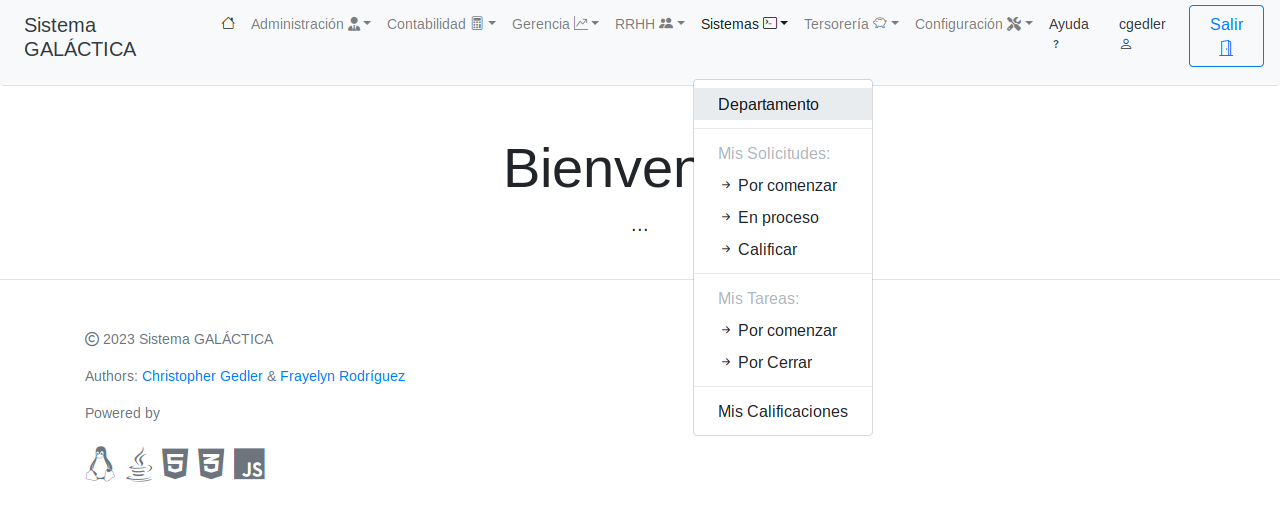 Sistema GALÁCTICA
Administración
Contabilidad
Gerencia
RRHH
Sistemas
Tersorería
Configuración
Ayuda ?
cgedler
Salir
Departamento
Mis Solicitudes:
Por comenzar
En proceso
Calificar
Mis Tareas:
Por comenzar
Por Cerrar
Mis Calificaciones
Bienven
...
© 2023 Sistema GALÁCTICA
Authors: Christopher Gedler & Frayelyn Rodríguez
Powered by
JS